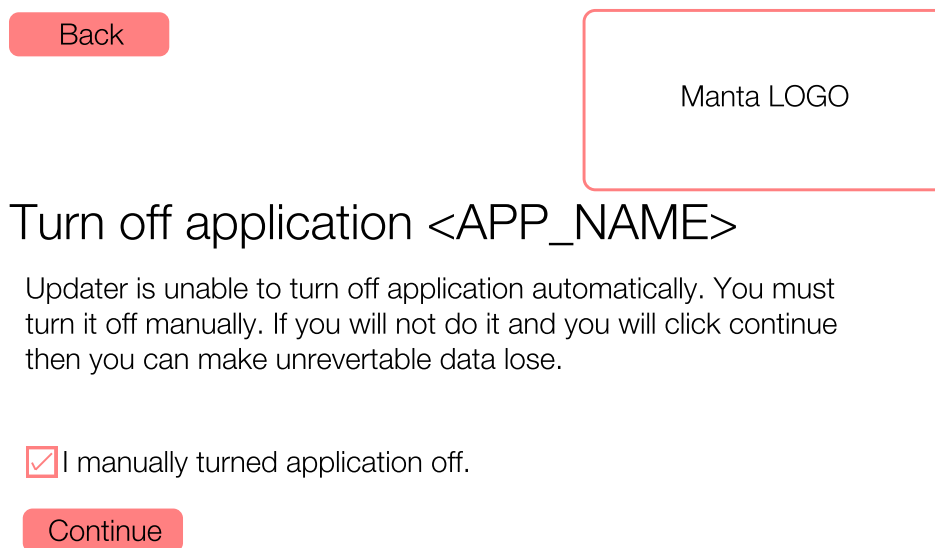 Back
Manta LOGO
Turn off application <APP_NAME>
Updater is unable to turn off application automatically. You must
turn it off manually. If you will not do it and you will click continue
then you can make unrevertable data lose.
I manually turned application off.
Continue